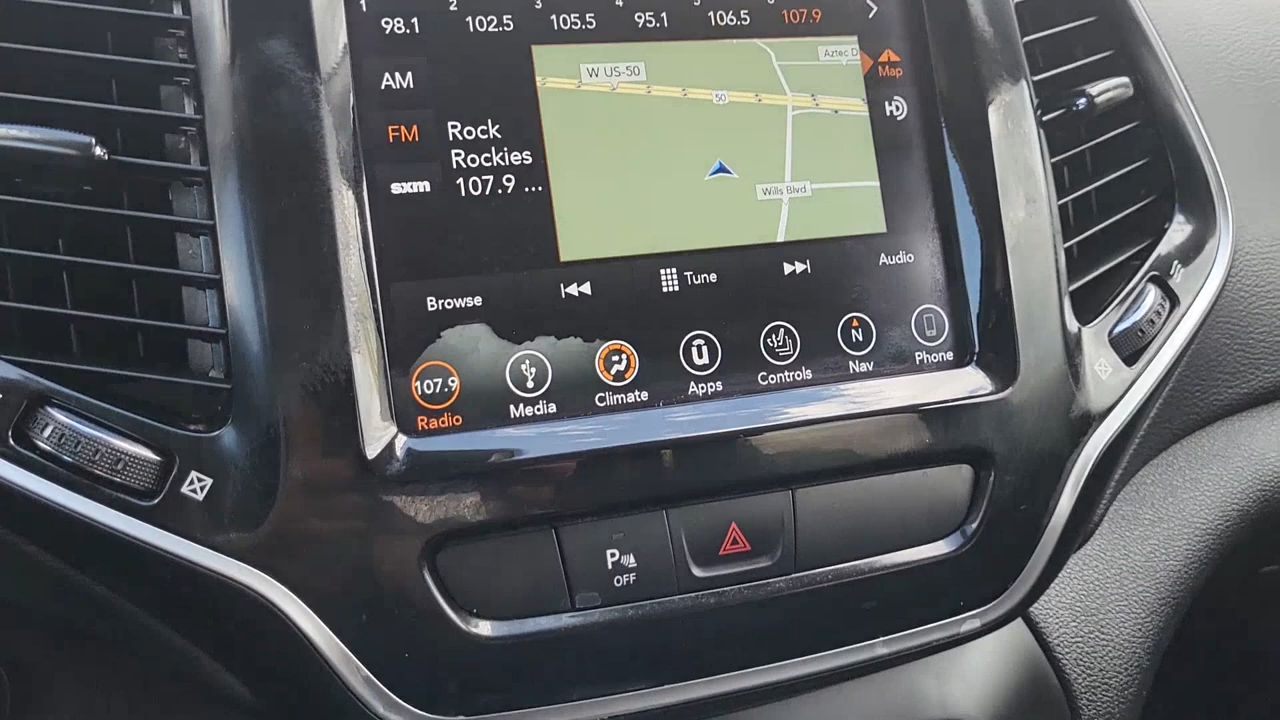 1 2 3 4 5 6
98.1 102.5 105.5 95.1 106.5 107.9
AM
FM
sxm
Rock
Rockies
107.9 ...
W US-50
50
Aztec D
Wills Blvd
Map
HD
Browse
Tune
Audio
107.9
Radio
Media
Climate
Apps
Controls
N
Nav
Phone
P
OFF